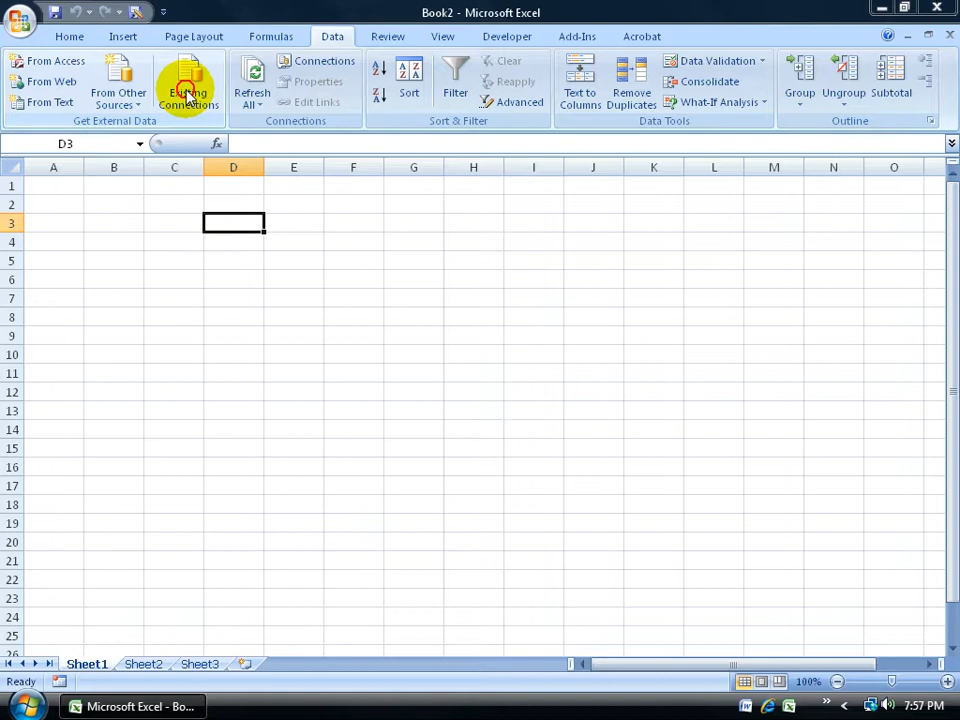 Book2 - Microsoft Excel
Home Insert Page Layout Formulas Data Review View Developer Add-Ins Acrobat
From Access
From Web
From Text
From Other Sources
Existing Connections
Get External Data
Refresh All
Connections
Properties
Edit Links
Connections
Sort
Filter
Clear
Reapply
Advanced
Sort & Filter
Text to Columns
Remove Duplicates
Data Validation
Consolidate
What-If Analysis
Data Tools
Group
Ungroup
Subtotal
Outline
D3
fx
A B C D E F G H I J K L M N O
1
2
3
4
5
6
7
8
9
10
11
12
13
14
15
16
17
18
19
20
21
22
23
24
25
26
Sheet1 Sheet2 Sheet3
Ready
100%
Microsoft Excel - Bo...
7:57 PM